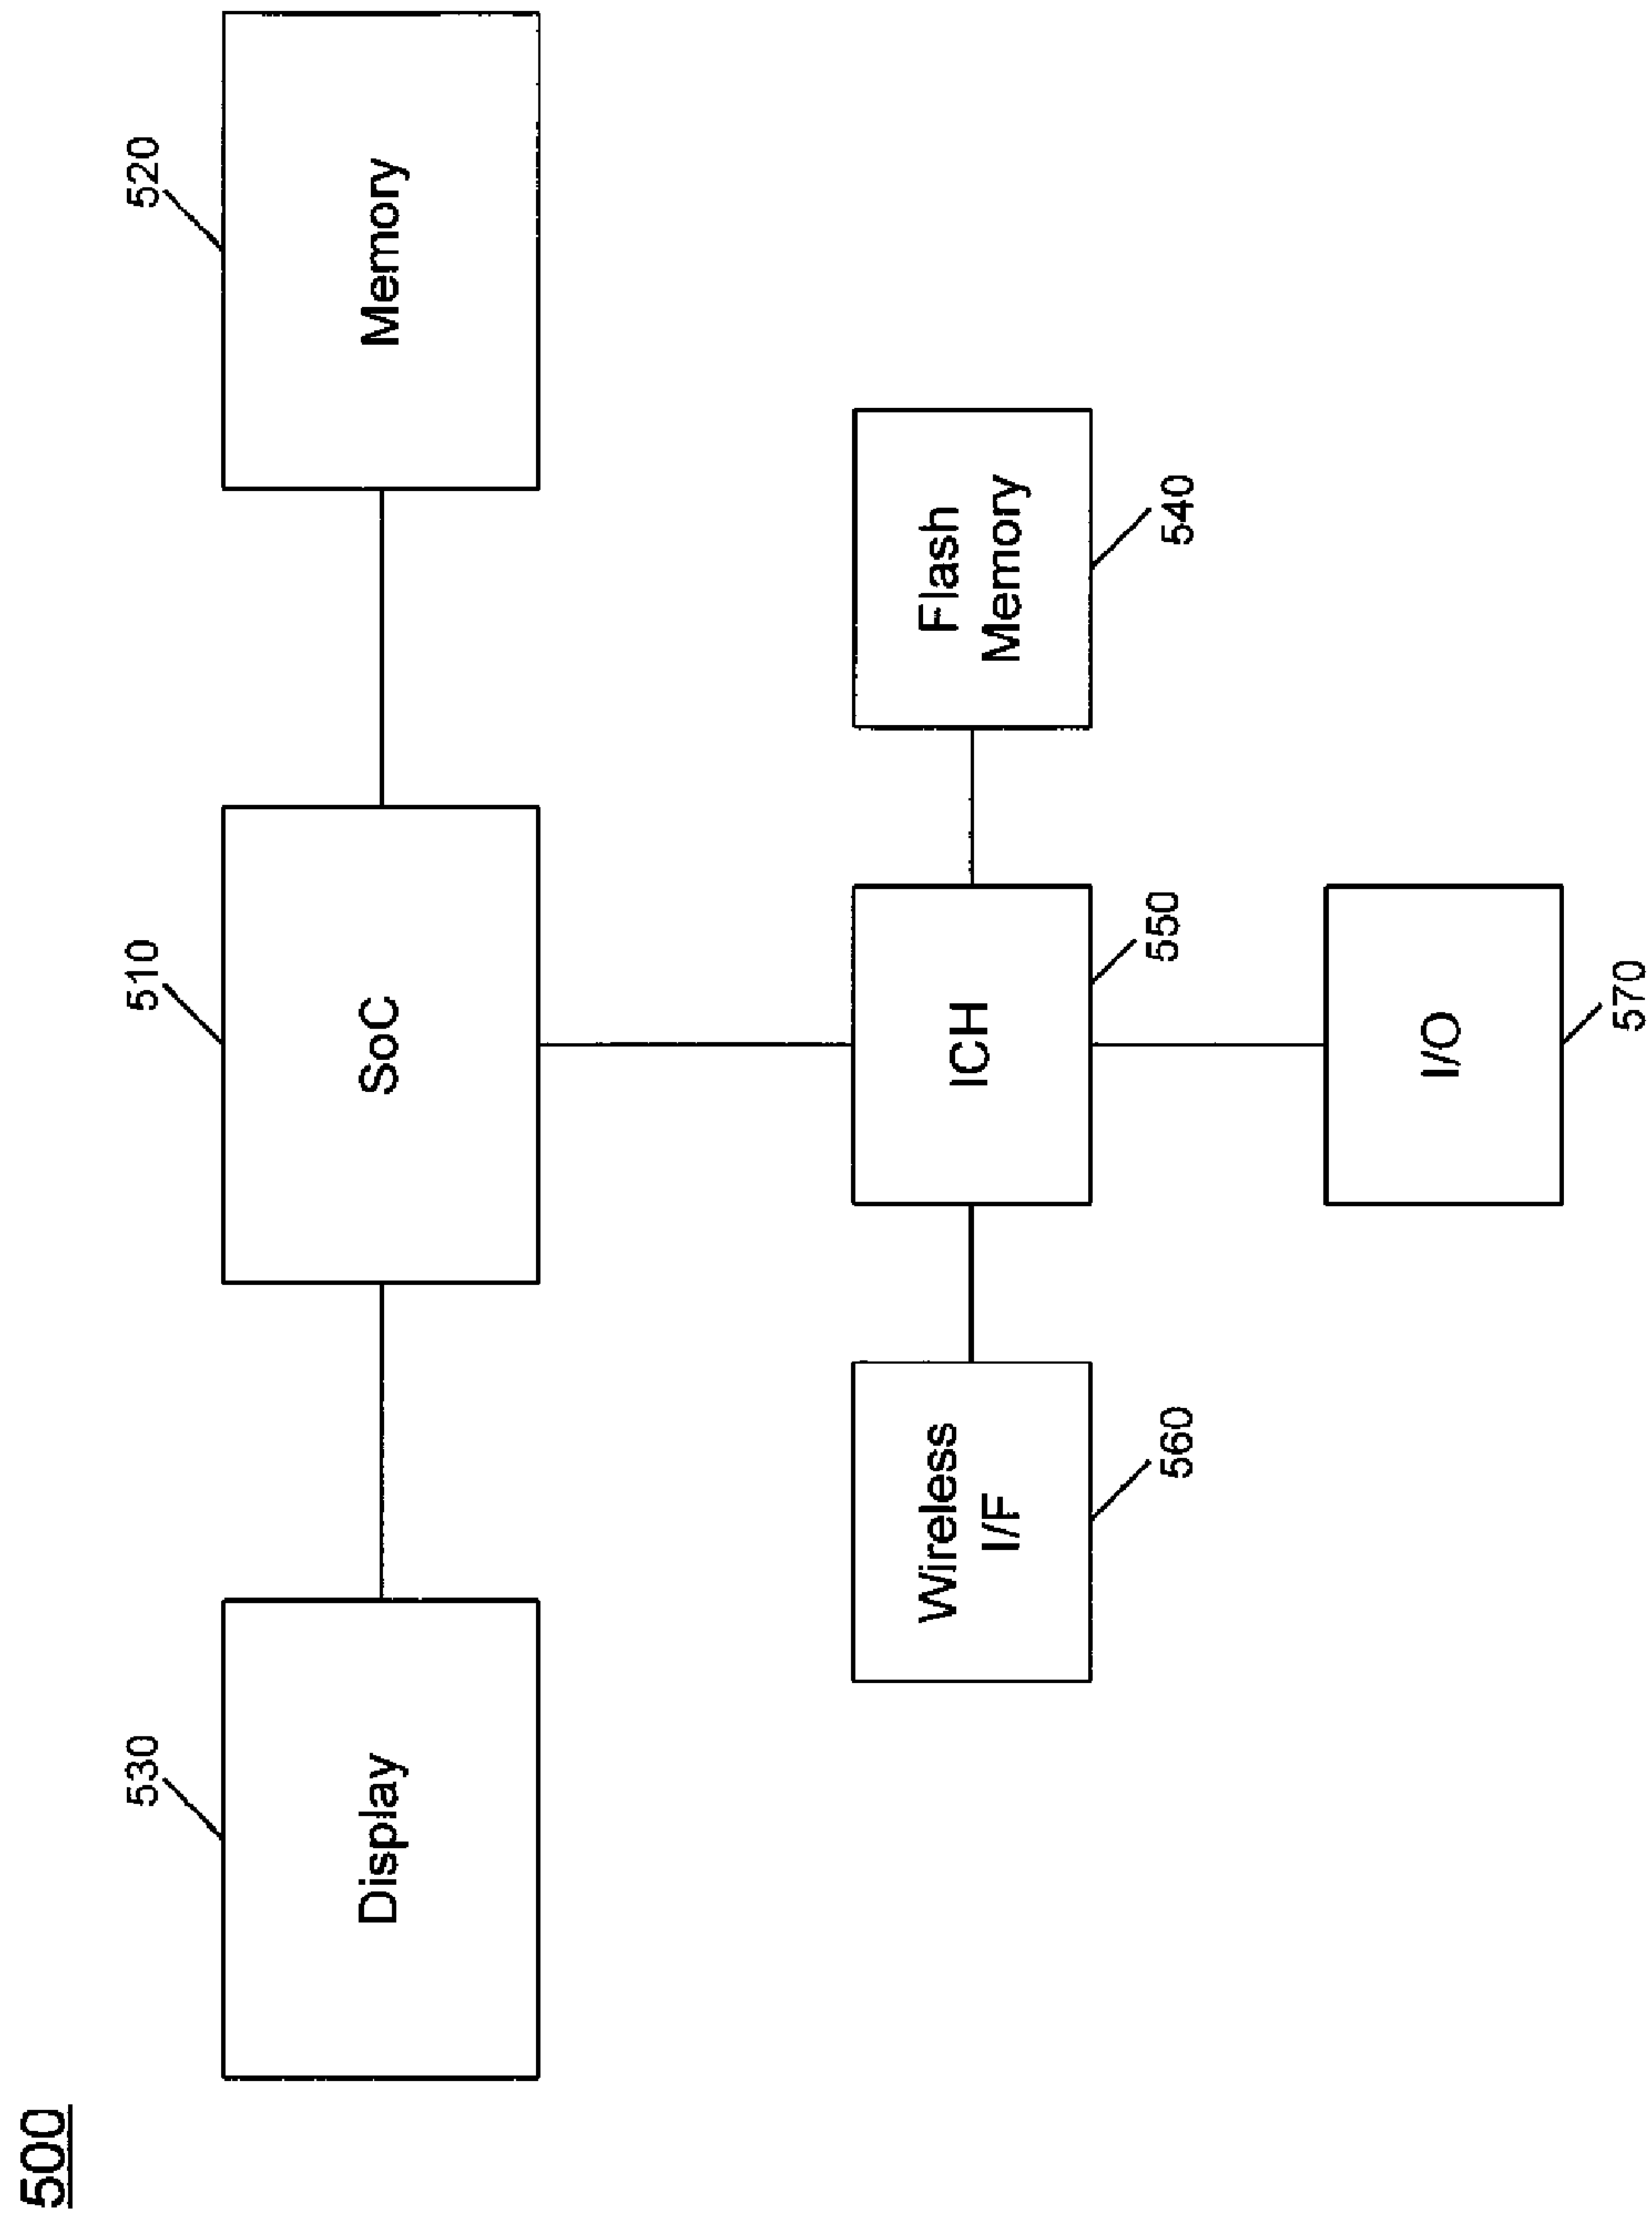 500
530
510
520
Display
SoC
Memory
Wireless
I/F
ICH
Flash
Memory
560
550
540
I/O
570